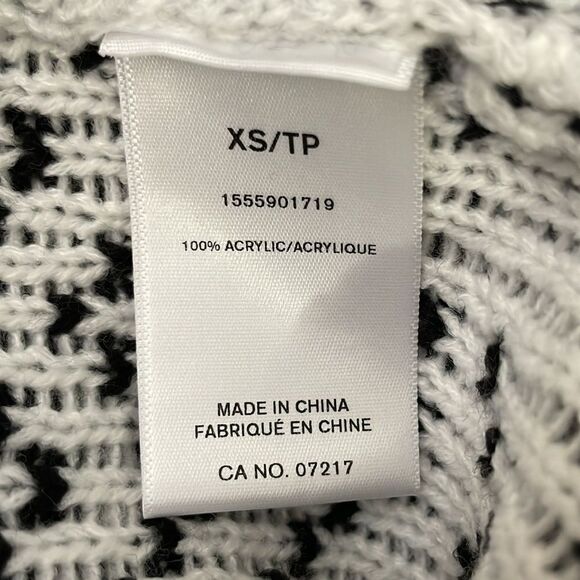 XS/TP
1555901719
100% ACRYLIC/ACRYLIQUE
MADE IN CHINA
FABRIQUÉ EN CHINE
CA NO. 07217